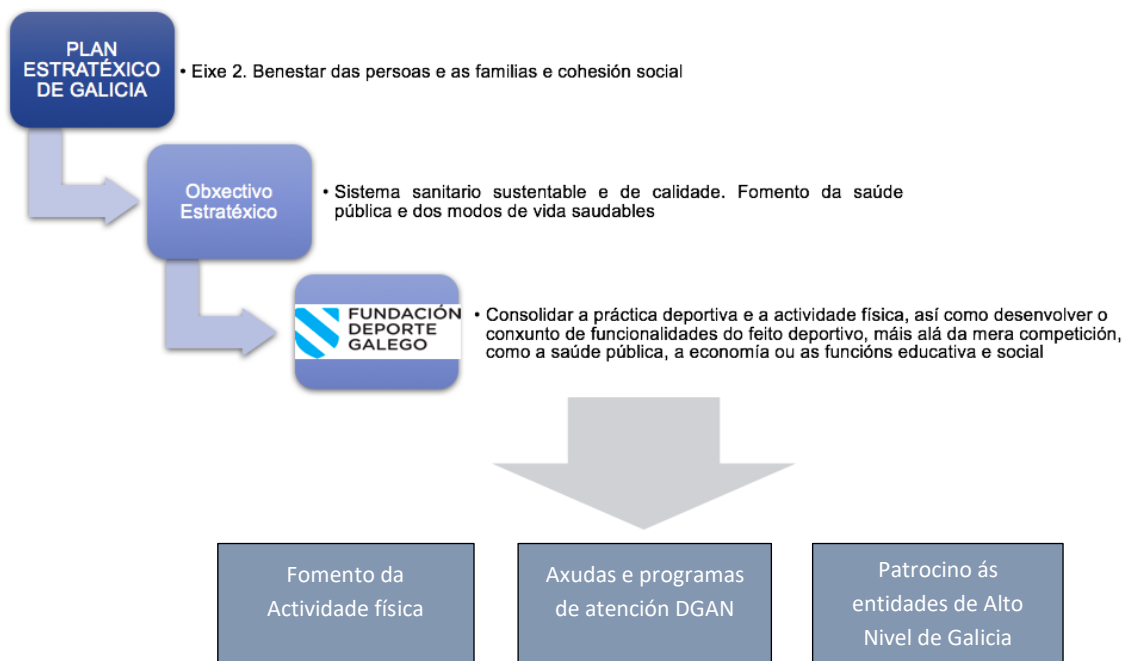 PLAN
ESTRATÉXICO
DE GALICIA
• Eixe 2. Benestar das persoas e as familias e cohesión social
Obxectivo
Estratéxico
• Sistema sanitario sustentable e de calidade. Fomento da saúde
pública e dos modos de vida saudables
FUNDACIÓN
DEPORTE
GALEGO
• Consolidar a práctica deportiva e a actividade física, así como desenvolver o
conxunto de funcionalidades do feito deportivo, máis alá da mera competición,
como a saúde pública, a economía ou as funcións educativa e social
Fomento da
Actividade física
Axudas e programas
de atención DGAN
Patrocino ás
entidades de Alto
Nivel de Galicia